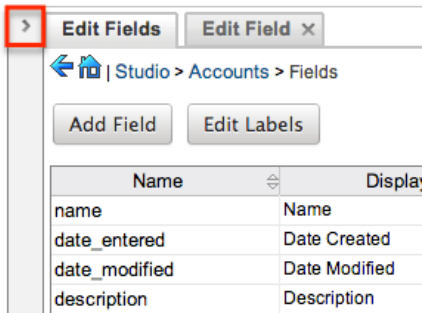 Edit Fields Edit Field ×
| Studio > Accounts > Fields
Add Field Edit Labels
Name Display
name Name
date_entered Date Created
date_modified Date Modified
description Description